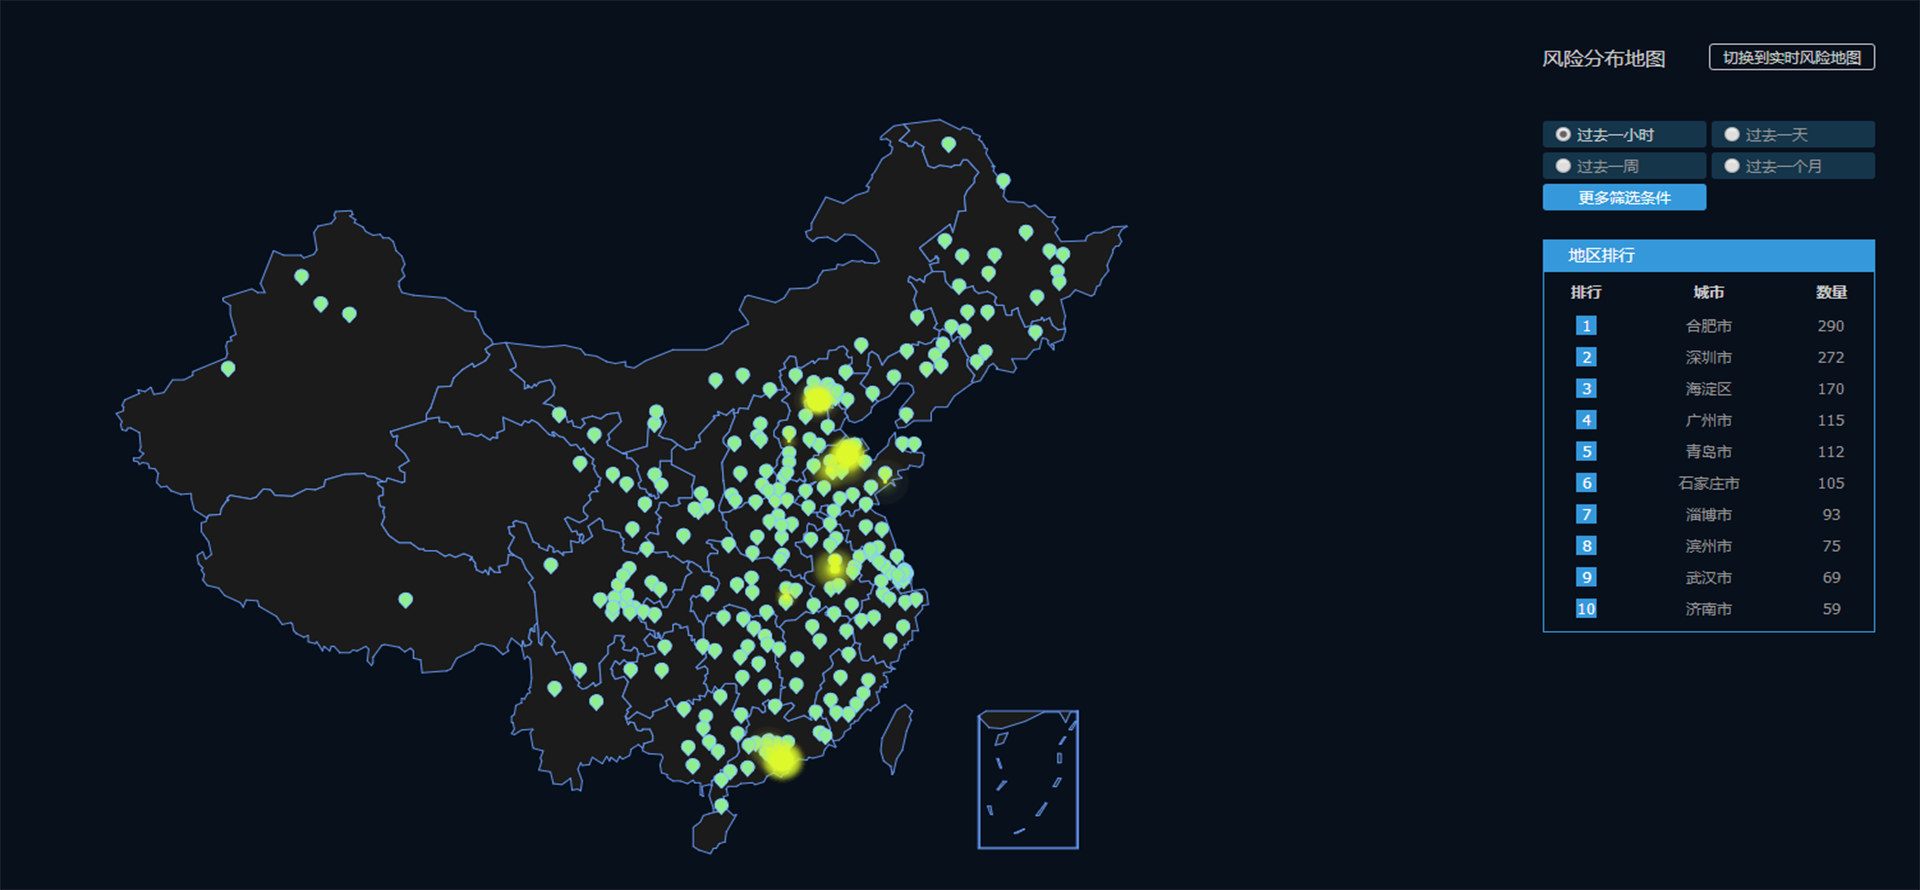 风险分布地图 切换到实时风险地图
过去一小时 过去一天
过去一周 过去一个月
更多筛选条件
地区排行
排行 城市 数量
1 合肥市 290
2 深圳市 272
3 海淀区 170
4 广州市 115
5 青岛市 112
6 石家庄市 105
7 淄博市 93
8 滨州市 75
9 武汉市 69
10 济南市 59